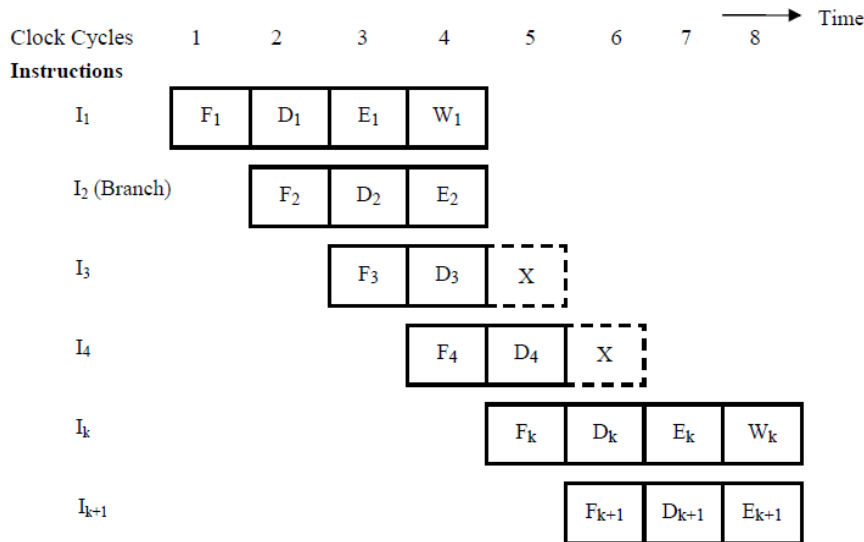 Time
Clock Cycles 1 2 3 4 5 6 7 8
Instructions
I₁ F₁ D₁ E₁ W₁
I₂ (Branch) F₂ D₂ E₂
I₃ F₃ D₃ X
I₄ F₄ D₄ X
Iₖ Fₖ Dₖ Eₖ Wₖ
Iₖ₊₁ Fₖ₊₁ Dₖ₊₁ Eₖ₊₁